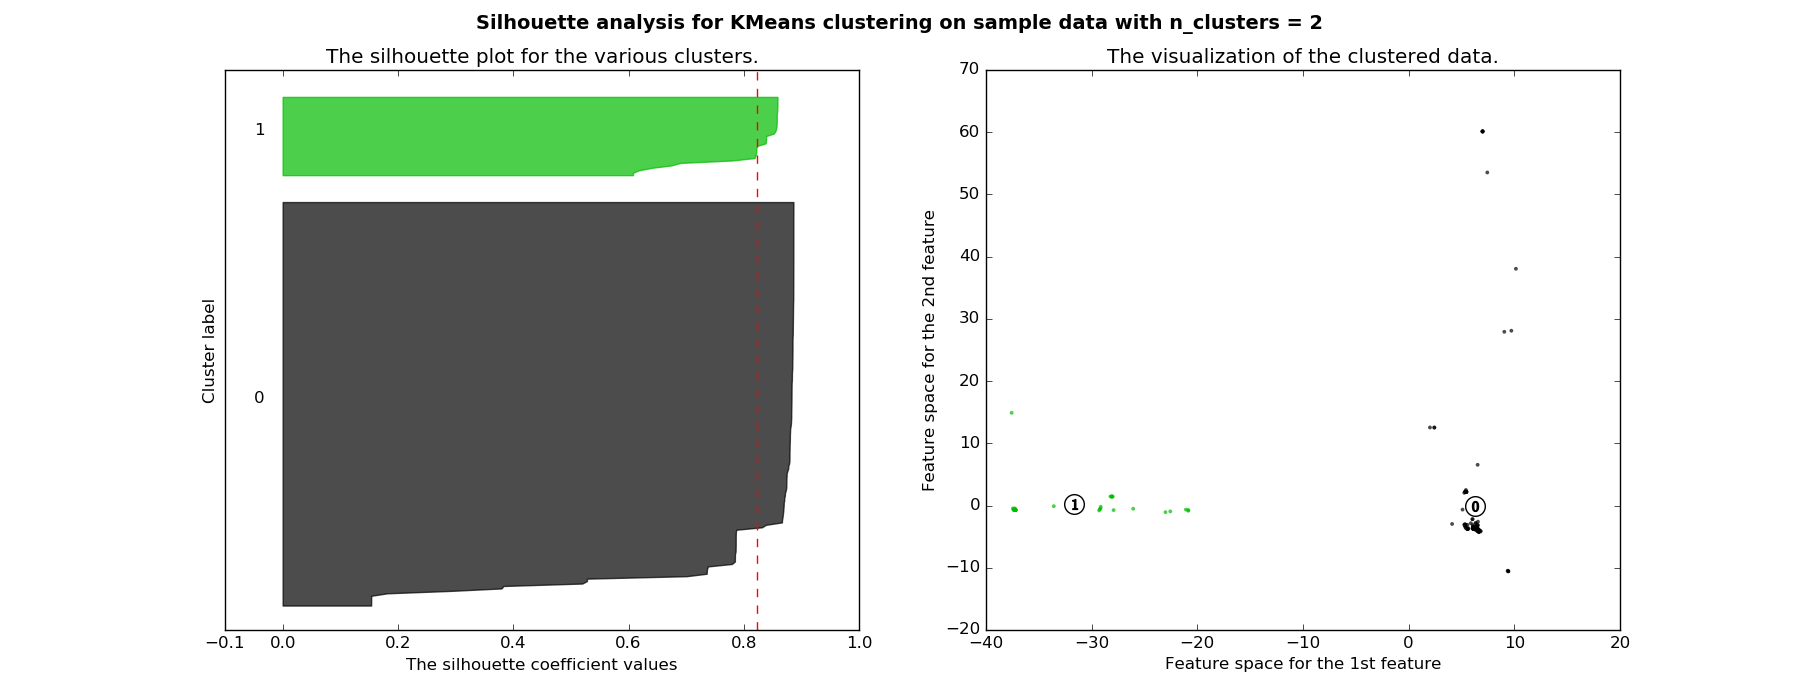 Silhouette analysis for KMeans clustering on sample data with n_clusters = 2
The silhouette plot for the various clusters.
1
0
Cluster label
−0.1 0.0 0.2 0.4 0.6 0.8 1.0
The silhouette coefficient values
The visualization of the clustered data.
70
60
50
40
30
20
10
0
−10
−20
Feature space for the 2nd feature
1
0
−40 −30 −20 −10 0 10 20
Feature space for the 1st feature